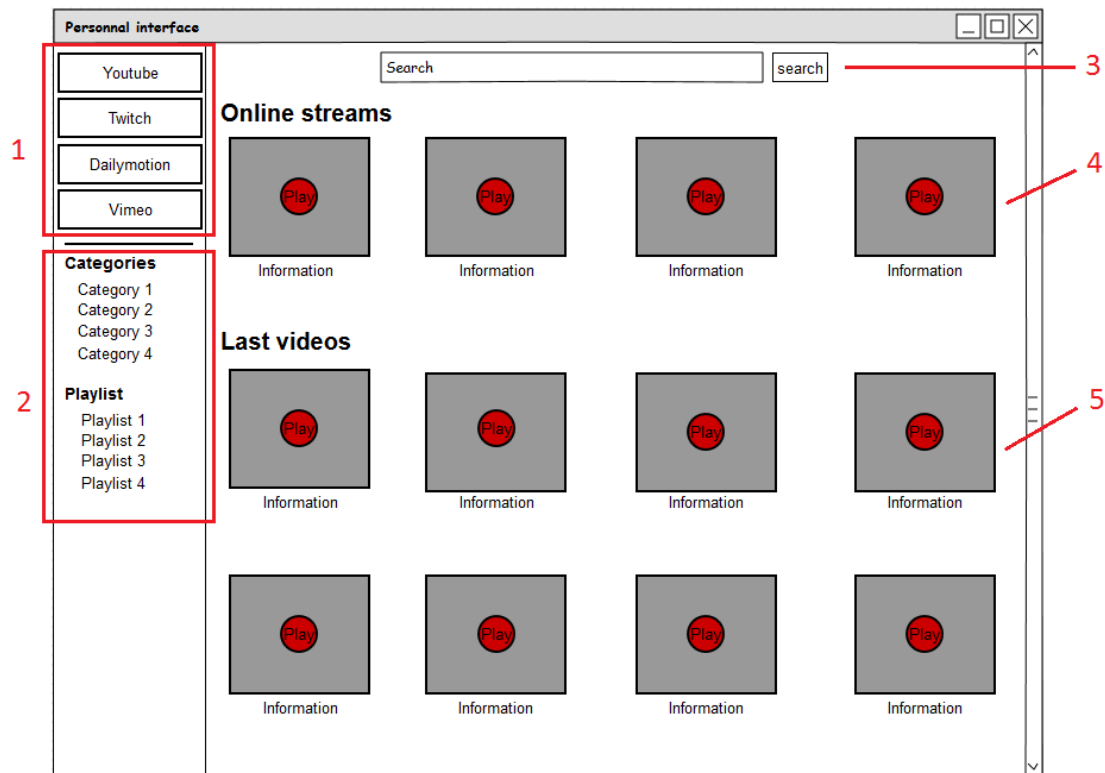 Personnal interface
Youtube
Twitch
Dailymotion
Vimeo
1
Categories
Category 1
Category 2
Category 3
Category 4
Playlist
Playlist 1
Playlist 2
Playlist 3
Playlist 4
2
Search search
3
Online streams
Play Play Play Play
4
Information Information Information Information
Last videos
Play Play Play Play
5
Information Information Information Information
Play Play Play Play
Information Information Information Information